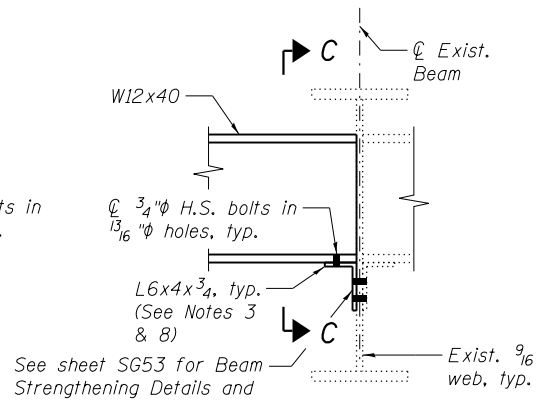 C
℄ Exist.
Beam
W12x40
ts in
℄ 3/4"φ H.S. bolts in
13/16"φ holes, typ.
L6x4x3/4, typ.
(See Notes 3
& 8)
C
See sheet SG53 for Beam
Strengthening Details and
Exist. 9/16
web, typ.